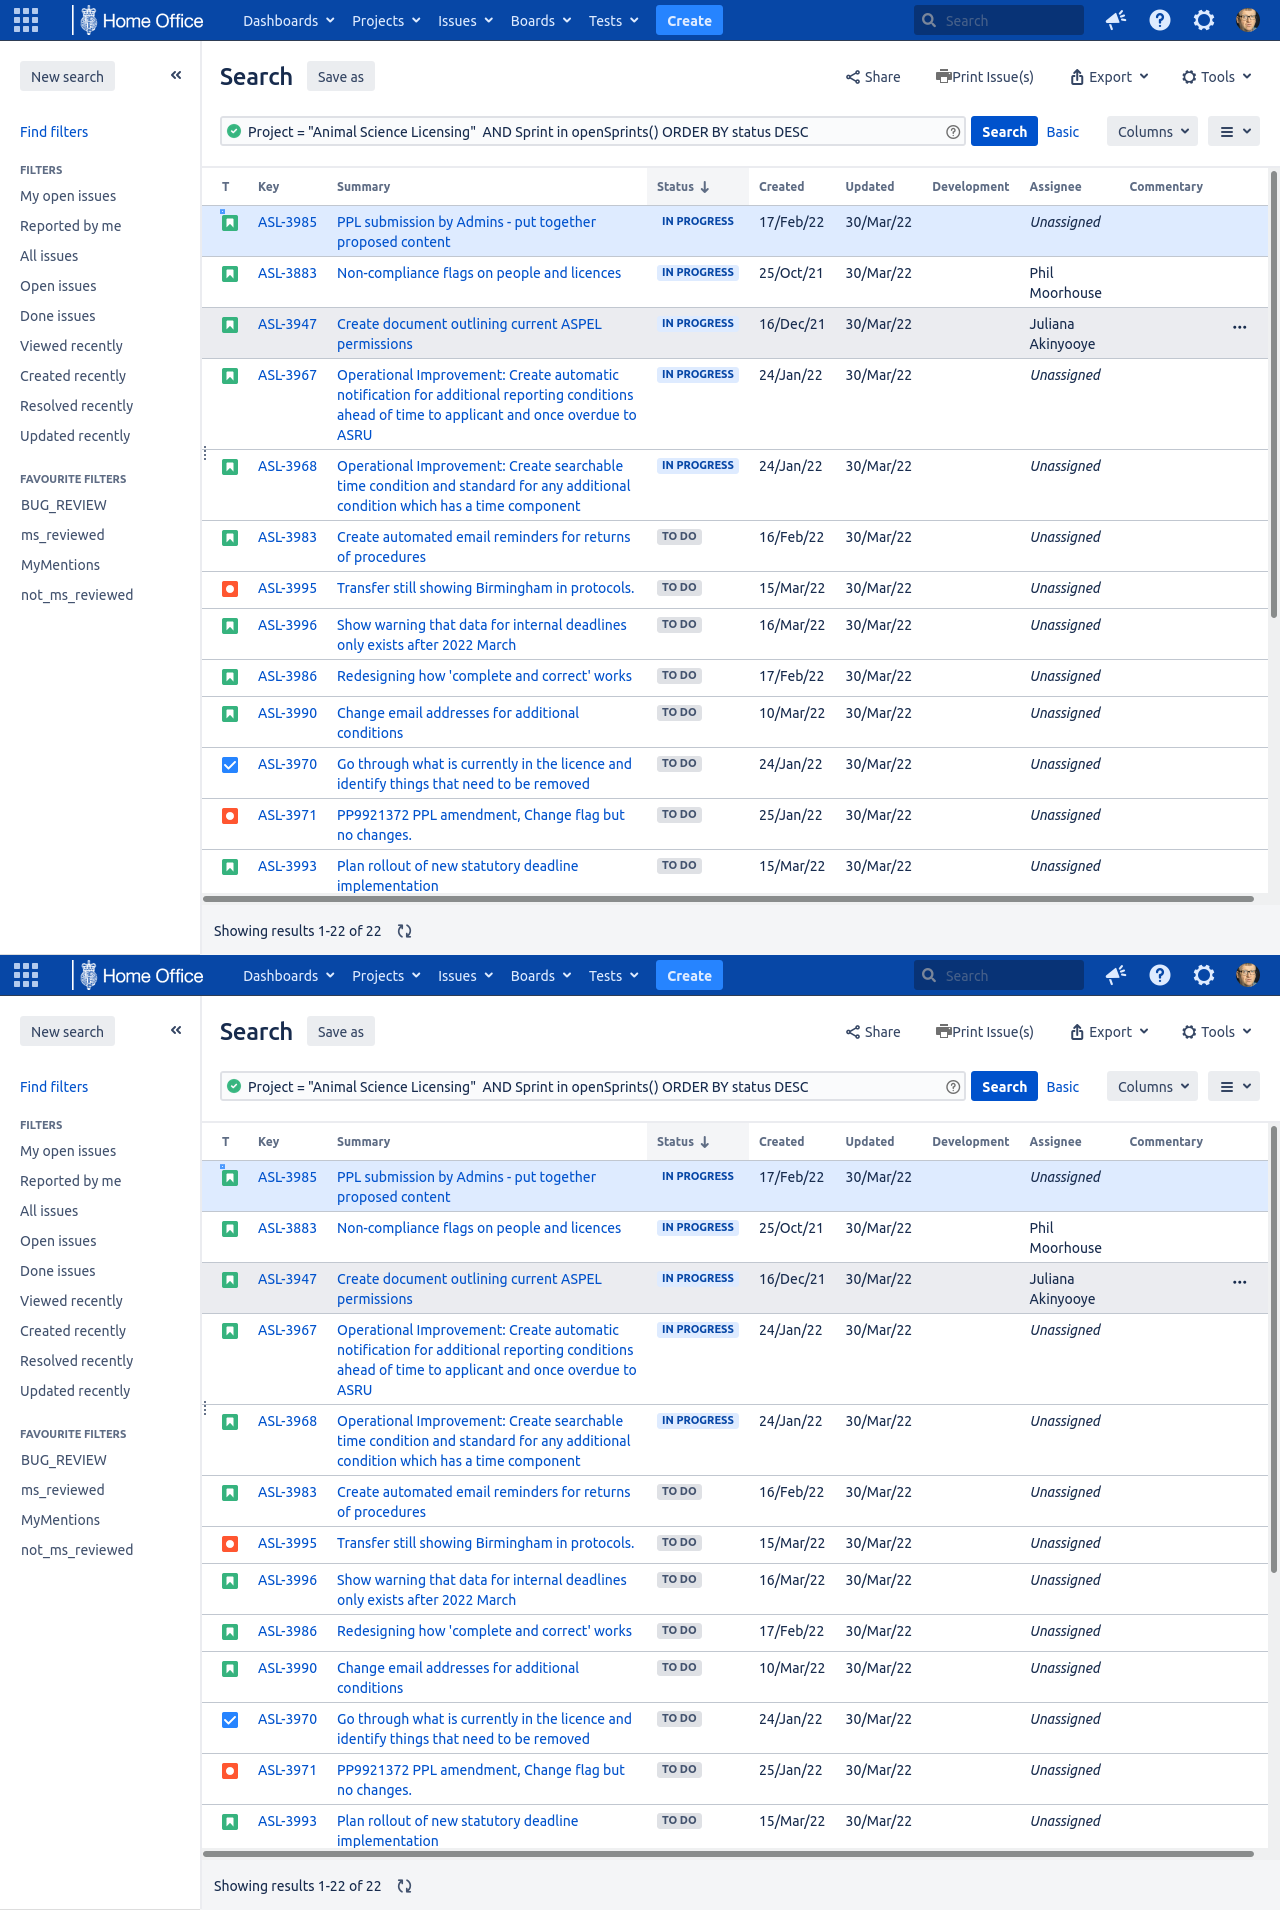 Home Office Dashboards Projects Issues Boards Tests Create Search
New search
Search Save as Share Print Issue(s) Export Tools
Find filters
Project = "Animal Science Licensing"  AND Sprint in openSprints() ORDER BY status DESC Search Basic Columns
FILTERS
My open issues
Reported by me
All issues
Open issues
Done issues
Viewed recently
Created recently
Resolved recently
Updated recently
FAVOURITE FILTERS
BUG_REVIEW
ms_reviewed
MyMentions
not_ms_reviewed
T Key Summary Status Created Updated Development Assignee Commentary
ASL-3985 PPL submission by Admins - put together IN PROGRESS 17/Feb/22 30/Mar/22 Unassigned
proposed content
ASL-3883 Non-compliance flags on people and licences IN PROGRESS 25/Oct/21 30/Mar/22 Phil
Moorhouse
ASL-3947 Create document outlining current ASPEL IN PROGRESS 16/Dec/21 30/Mar/22 Juliana
permissions Akinyooye
ASL-3967 Operational Improvement: Create automatic IN PROGRESS 24/Jan/22 30/Mar/22 Unassigned
notification for additional reporting conditions
ahead of time to applicant and once overdue to
ASRU
ASL-3968 Operational Improvement: Create searchable IN PROGRESS 24/Jan/22 30/Mar/22 Unassigned
time condition and standard for any additional
condition which has a time component
ASL-3983 Create automated email reminders for returns TO DO 16/Feb/22 30/Mar/22 Unassigned
of procedures
ASL-3995 Transfer still showing Birmingham in protocols. TO DO 15/Mar/22 30/Mar/22 Unassigned
ASL-3996 Show warning that data for internal deadlines TO DO 16/Mar/22 30/Mar/22 Unassigned
only exists after 2022 March
ASL-3986 Redesigning how 'complete and correct' works TO DO 17/Feb/22 30/Mar/22 Unassigned
ASL-3990 Change email addresses for additional TO DO 10/Mar/22 30/Mar/22 Unassigned
conditions
ASL-3970 Go through what is currently in the licence and TO DO 24/Jan/22 30/Mar/22 Unassigned
identify things that need to be removed
ASL-3971 PP9921372 PPL amendment, Change flag but TO DO 25/Jan/22 30/Mar/22 Unassigned
no changes.
ASL-3993 Plan rollout of new statutory deadline TO DO 15/Mar/22 30/Mar/22 Unassigned
implementation
Showing results 1-22 of 22
Home Office Dashboards Projects Issues Boards Tests Create Search
New search
Search Save as Share Print Issue(s) Export Tools
Find filters
Project = "Animal Science Licensing"  AND Sprint in openSprints() ORDER BY status DESC Search Basic Columns
FILTERS
My open issues
Reported by me
All issues
Open issues
Done issues
Viewed recently
Created recently
Resolved recently
Updated recently
FAVOURITE FILTERS
BUG_REVIEW
ms_reviewed
MyMentions
not_ms_reviewed
T Key Summary Status Created Updated Development Assignee Commentary
ASL-3985 PPL submission by Admins - put together IN PROGRESS 17/Feb/22 30/Mar/22 Unassigned
proposed content
ASL-3883 Non-compliance flags on people and licences IN PROGRESS 25/Oct/21 30/Mar/22 Phil
Moorhouse
ASL-3947 Create document outlining current ASPEL IN PROGRESS 16/Dec/21 30/Mar/22 Juliana
permissions Akinyooye
ASL-3967 Operational Improvement: Create automatic IN PROGRESS 24/Jan/22 30/Mar/22 Unassigned
notification for additional reporting conditions
ahead of time to applicant and once overdue to
ASRU
ASL-3968 Operational Improvement: Create searchable IN PROGRESS 24/Jan/22 30/Mar/22 Unassigned
time condition and standard for any additional
condition which has a time component
ASL-3983 Create automated email reminders for returns TO DO 16/Feb/22 30/Mar/22 Unassigned
of procedures
ASL-3995 Transfer still showing Birmingham in protocols. TO DO 15/Mar/22 30/Mar/22 Unassigned
ASL-3996 Show warning that data for internal deadlines TO DO 16/Mar/22 30/Mar/22 Unassigned
only exists after 2022 March
ASL-3986 Redesigning how 'complete and correct' works TO DO 17/Feb/22 30/Mar/22 Unassigned
ASL-3990 Change email addresses for additional TO DO 10/Mar/22 30/Mar/22 Unassigned
conditions
ASL-3970 Go through what is currently in the licence and TO DO 24/Jan/22 30/Mar/22 Unassigned
identify things that need to be removed
ASL-3971 PP9921372 PPL amendment, Change flag but TO DO 25/Jan/22 30/Mar/22 Unassigned
no changes.
ASL-3993 Plan rollout of new statutory deadline TO DO 15/Mar/22 30/Mar/22 Unassigned
implementation
Showing results 1-22 of 22